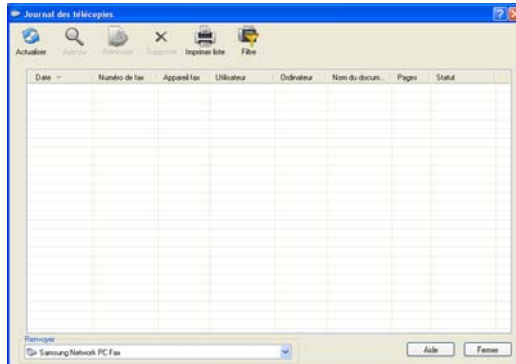 Journal des télécopies
Actualiser Aperçu Renvoyer Supprimer Imprimer liste Filtre
Date Numéro de fax Appareil fax Utilisateur Ordinateur Nom du docum... Pages Statut
Renvoyer
Samsung Network PC Fax
Aide Fermer